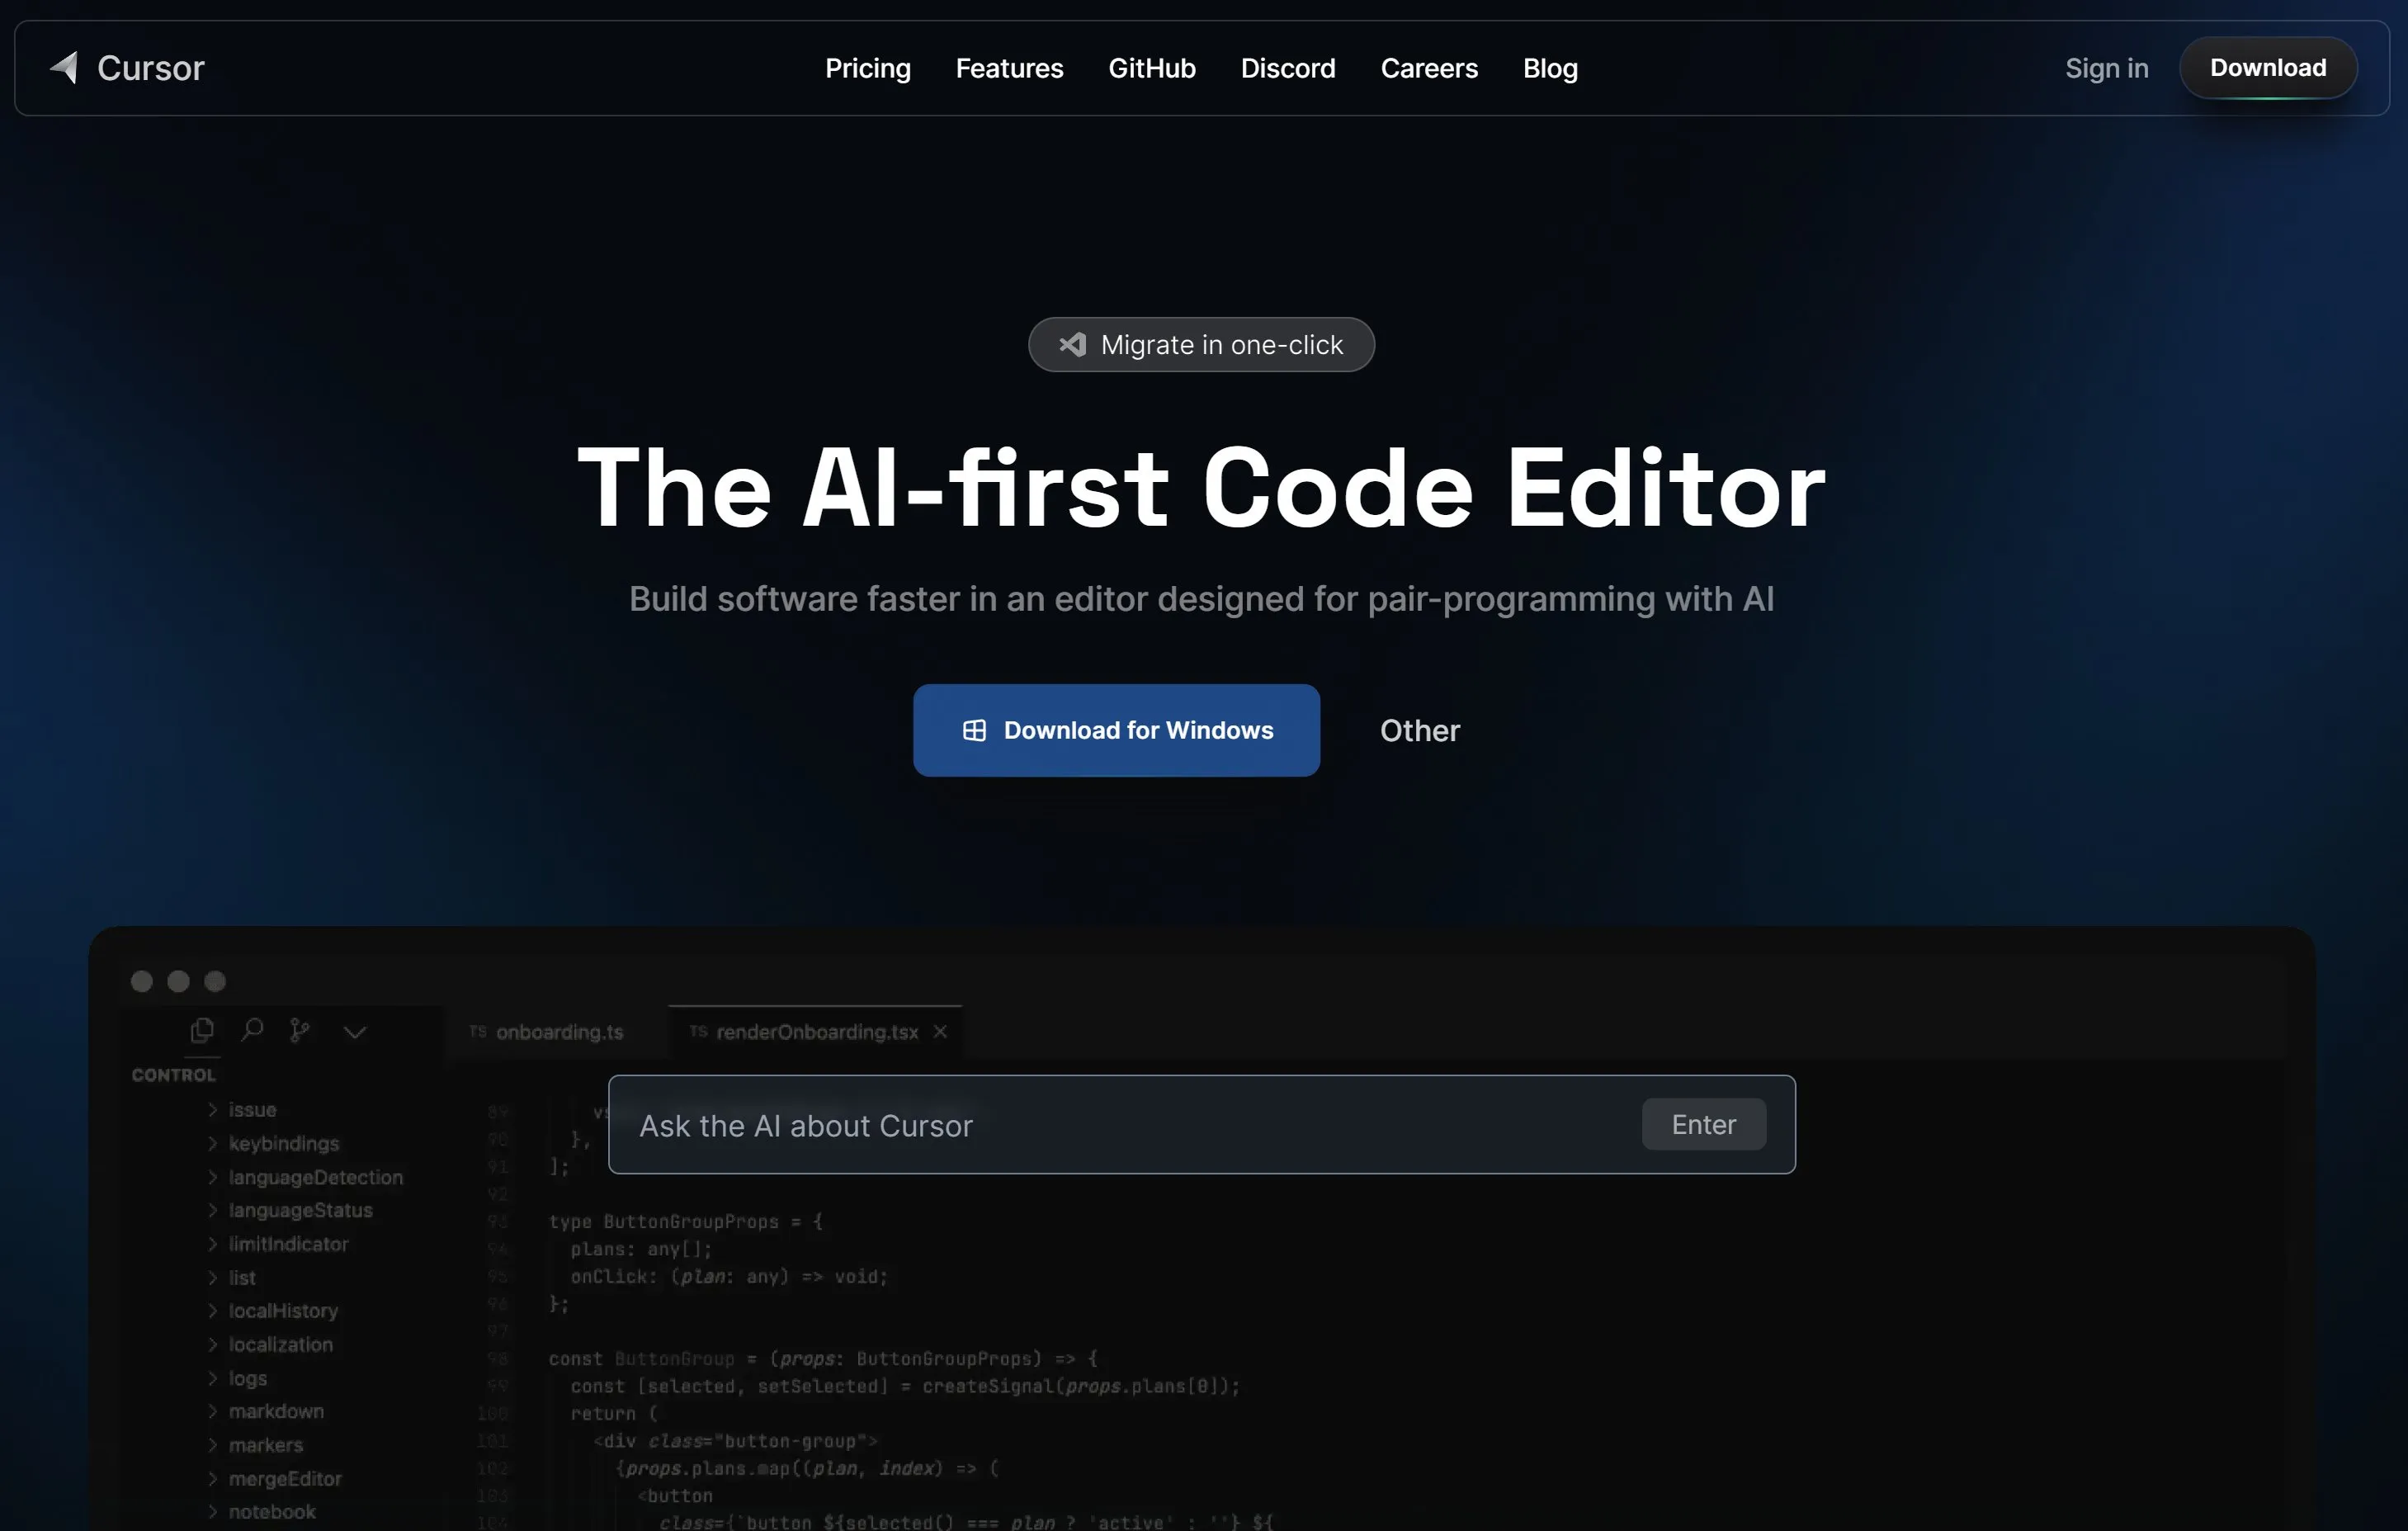 Cursor
Pricing Features GitHub Discord Careers Blog
Sign in
Download
Migrate in one-click
The AI-first Code Editor
Build software faster in an editor designed for pair-programming with AI
Download for Windows
Other
TS onboarding.ts
TS renderOnboarding.tsx
CONTROL
issue
keybindings
languageDetection
languageStatus
limitIndicator
list
localHistory
localization
logs
markdown
markers
mergeEditor
notebook
Ask the AI about Cursor
Enter
89 vs
90 },
91 ];
92
93 type ButtonGroupProps = {
94 plans: any[];
95 onClick: (plan: any) => void;
96 };
97
98 const ButtonGroup = (props: ButtonGroupProps) => {
99 const [selected, setSelected] = createSignal(props.plans[0]);
100 return (
101 <div class="button-group">
102 {props.plans.map((plan, index) => (
103 <button
104 class={`button ${selected() === plan ? 'active' : ''} ${